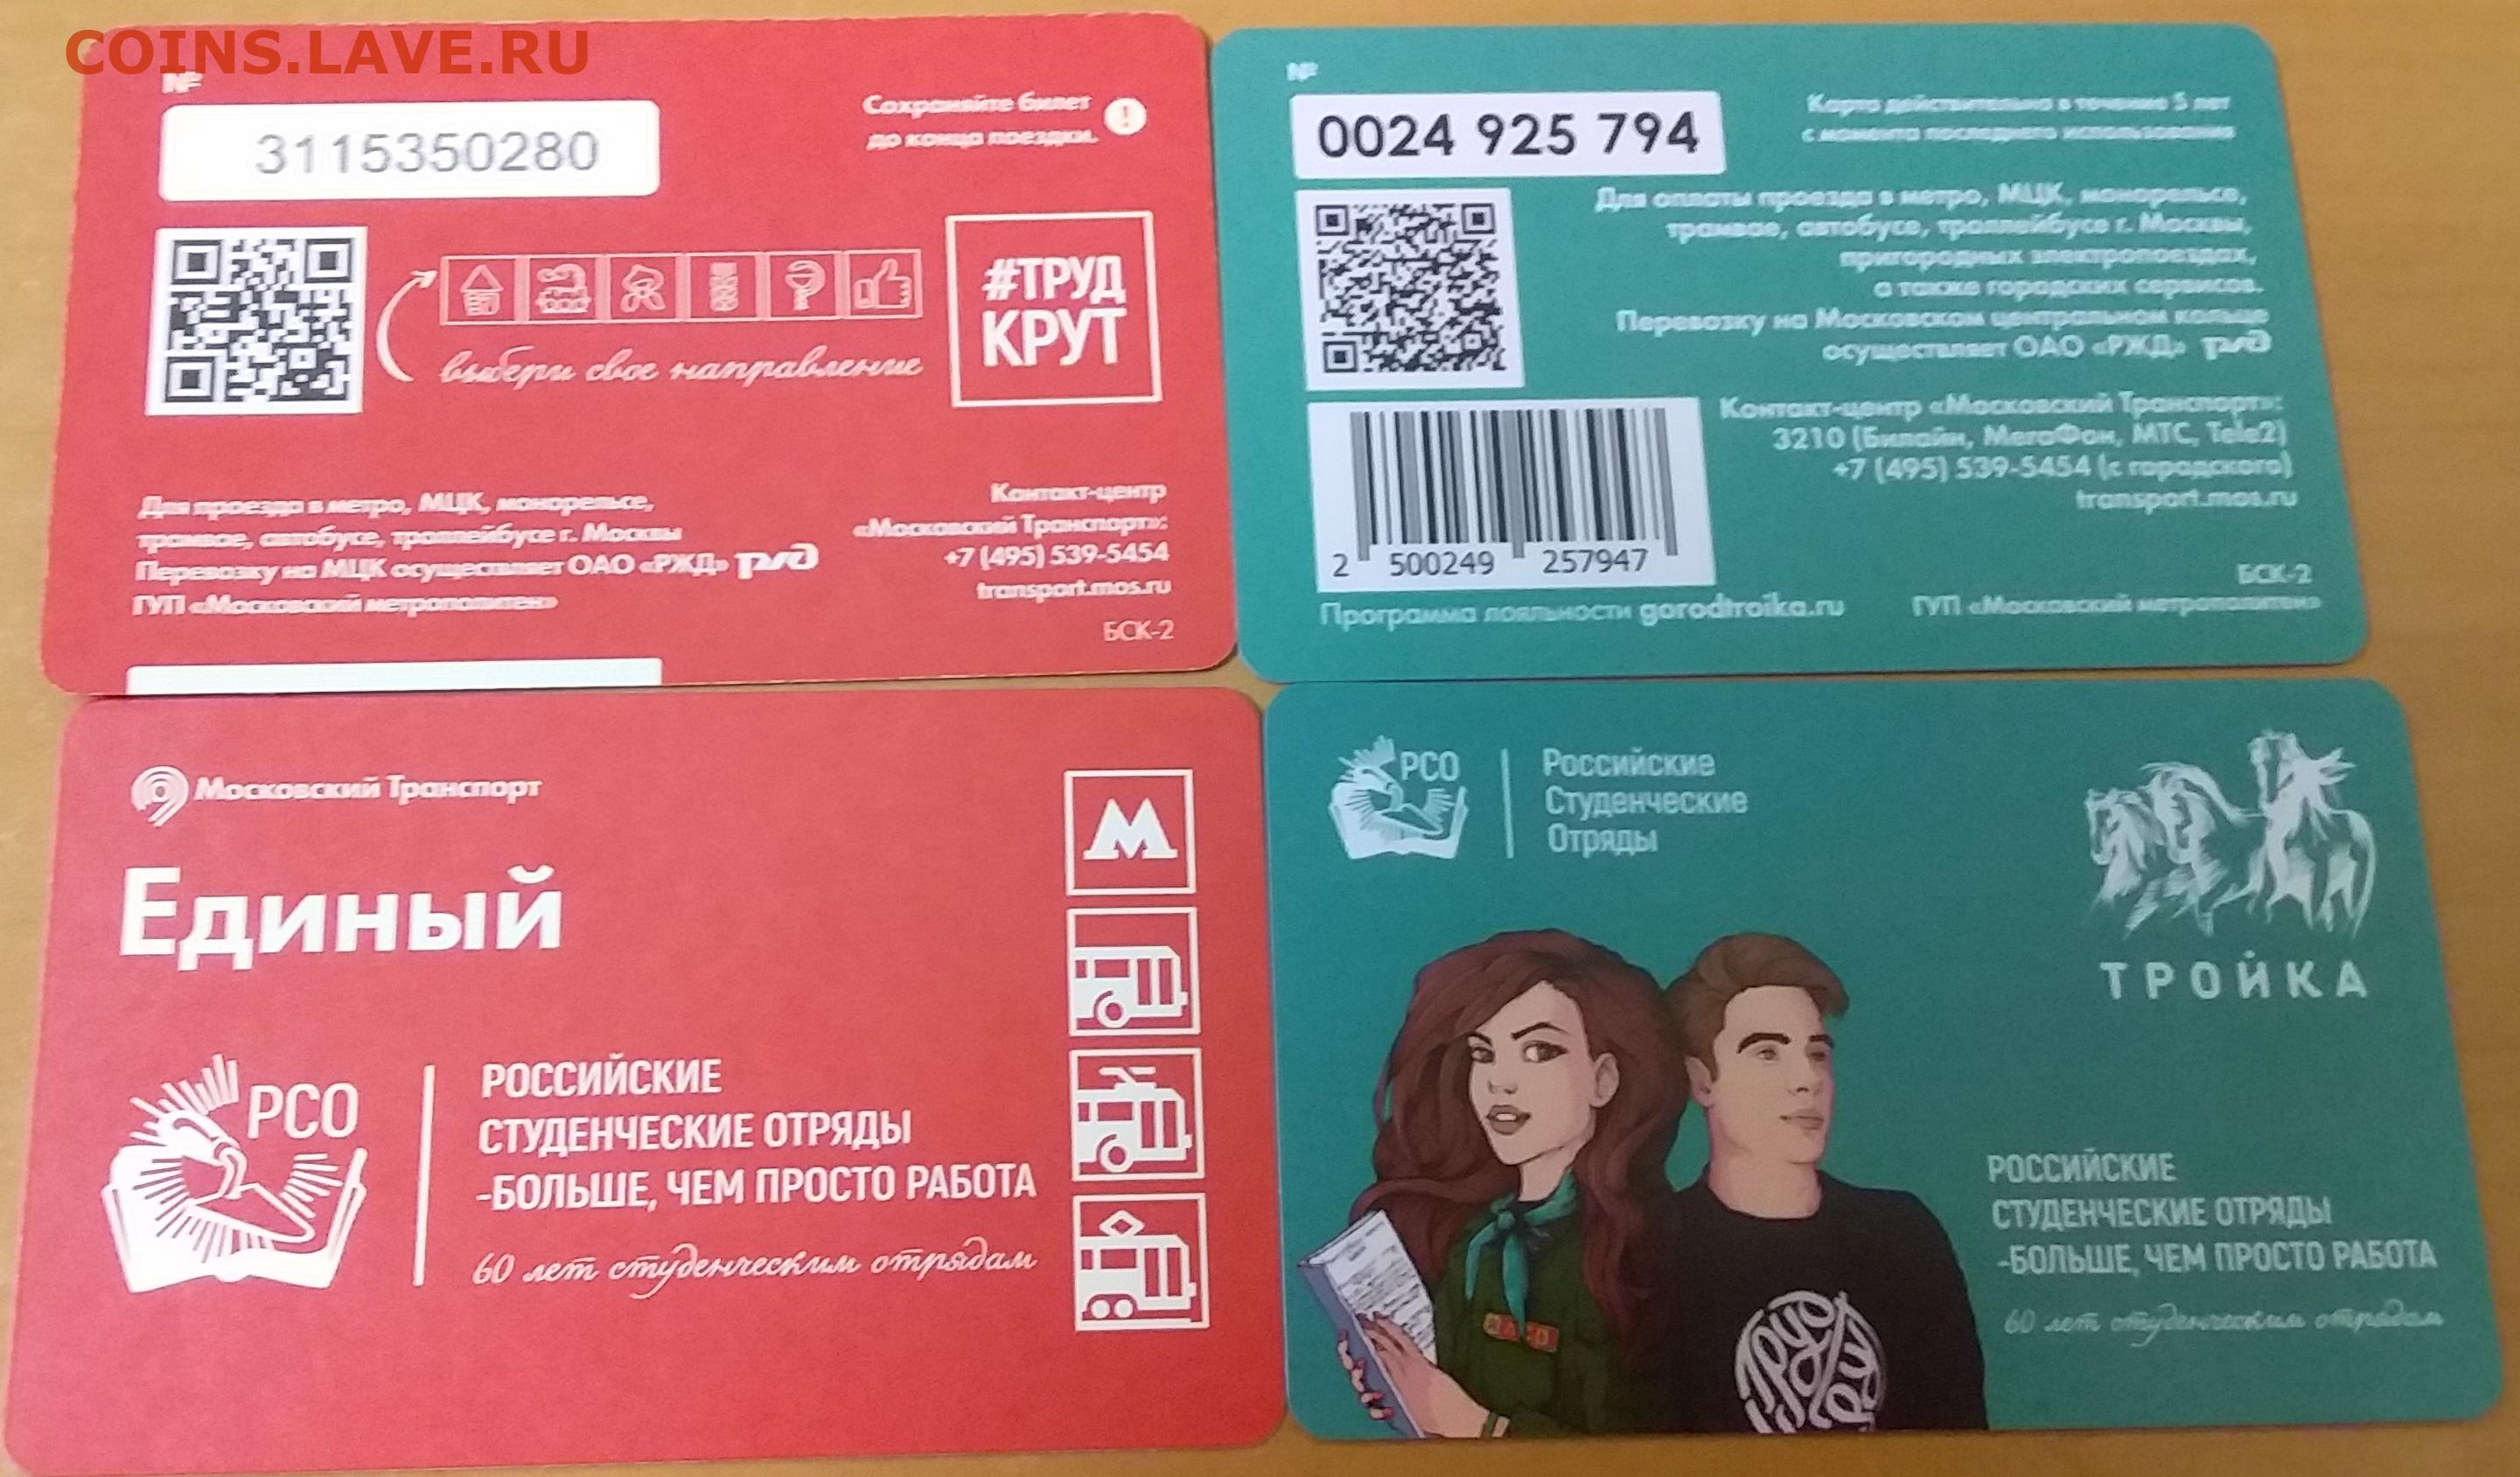 COINS.LAVE.RU
№
3115350280
Сохраняйте билет
до конца поездки.
!
#ТРУД
КРУТ
выбери свое направление
Для проезда в метро, МЦК, монорельсе,
трамвае, автобусе, троллейбусе г. Москвы
Перевозку на МЦК осуществляет ОАО «РЖД» РЖД
ГУП «Московский метрополитен»
Контакт-центр
«Московский Транспорт»:
+7 (495) 539-5454
transport.mos.ru
БСК-2
№
0024 925 794
Карта действительна в течение 5 лет
с момента последнего использования
Для оплаты проезда в метро, МЦК, монорельсе,
трамвае, автобусе, троллейбусе г. Москвы,
пригородных электропоездах,
а также городских сервисов.
Перевозку на Московском центральном кольце
осуществляет ОАО «РЖД» РЖД
Контакт-центр «Московский Транспорт»:
3210 (Билайн, МегаФон, МТС, Tele2)
+7 (495) 539-5454 (с городского)
transport.mos.ru
2 500249 257947
БСК-2
Программа лояльности gorodtroika.ru
ГУП «Московский метрополитен»
Московский Транспорт
Единый
М
РСО
РОССИЙСКИЕ
СТУДЕНЧЕСКИЕ ОТРЯДЫ
-БОЛЬШЕ, ЧЕМ ПРОСТО РАБОТА
60 лет студенческим отрядам
РСО
Российские
Студенческие
Отряды
ТРОЙКА
РОССИЙСКИЕ
СТУДЕНЧЕСКИЕ ОТРЯДЫ
-БОЛЬШЕ, ЧЕМ ПРОСТО РАБОТА
60 лет студенческим отрядам